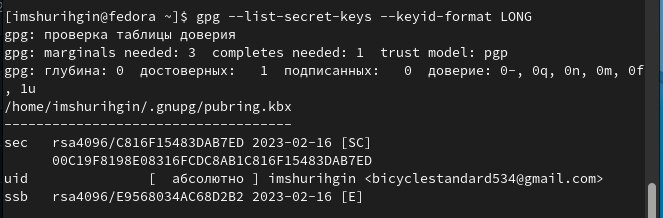 [imshurihgin@fedora ~]$ gpg --list-secret-keys --keyid-format LONG
gpg: проверка таблицы доверия
gpg: marginals needed: 3  completes needed: 1  trust model: pgp
gpg: глубина: 0  достоверных:   1  подписанных:   0  доверие: 0-, 0q, 0n, 0m, 0f
, 1u
/home/imshurihgin/.gnupg/pubring.kbx
------------------------------------
sec   rsa4096/C816F15483DAB7ED 2023-02-16 [SC]
      00C19F8198E08316FCDC8AB1C816F15483DAB7ED
uid               [  абсолютно ] imshurihgin <bicyclestandard534@gmail.com>
ssb   rsa4096/E9568034AC68D2B2 2023-02-16 [E]